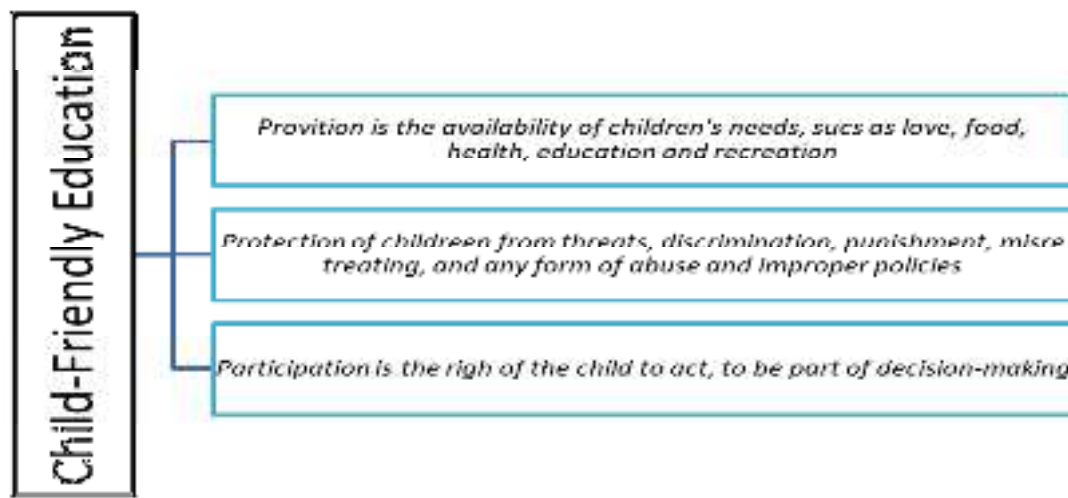 Child-Friendly Education
Provition is the availability of children's needs, sucs as love, food,
health, education and recreation
Protection of childreen from threats, discrimination, punishment, misre
treating, and any form of abuse and improper policies
Participation is the righ of the child to act, to be part of decision-making